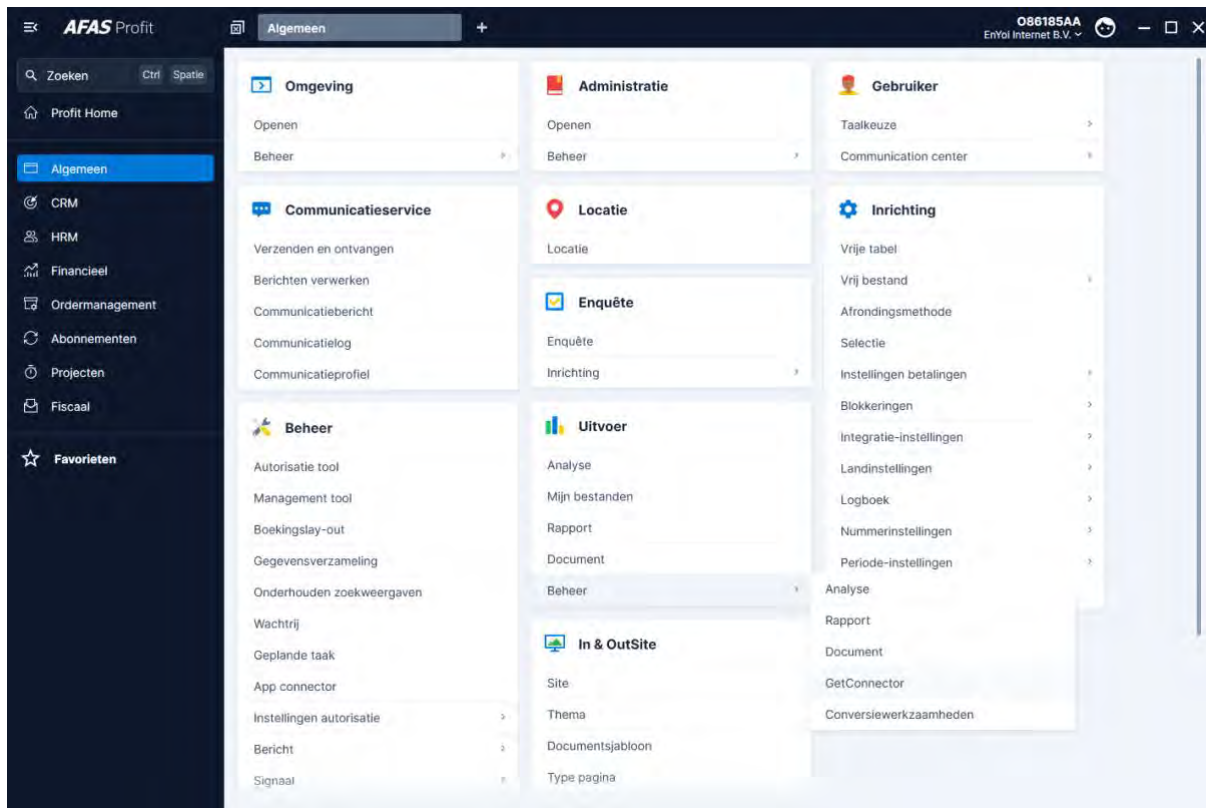 AFAS Profit
Algemeen
+
O86185AA
EnYoi Internet B.V.
Zoeken Ctrl Spatie
Profit Home
Algemeen
CRM
HRM
Financieel
Ordermanagement
Abonnementen
Projecten
Fiscaal
Favorieten
Omgeving
Openen
Beheer
Administratie
Openen
Beheer
Gebruiker
Taalkeuze
Communication center
Communicatieservice
Verzenden en ontvangen
Berichten verwerken
Communicatiebericht
Communicatielog
Communicatieprofiel
Locatie
Locatie
Enquête
Enquête
Inrichting
Inrichting
Vrije tabel
Vrij bestand
Afrondingsmethode
Selectie
Instellingen betalingen
Blokkeringen
Integratie-instellingen
Landinstellingen
Logboek
Nummerinstellingen
Periode-instellingen
Beheer
Autorisatie tool
Management tool
Boekingslay-out
Gegevensverzameling
Onderhouden zoekweergaven
Wachtrij
Geplande taak
App connector
Instellingen autorisatie
Bericht
Signaal
Uitvoer
Analyse
Mijn bestanden
Rapport
Document
Beheer
Analyse
Rapport
Document
GetConnector
Conversiewerkzaamheden
In & OutSite
Site
Thema
Documentsjabloon
Type pagina